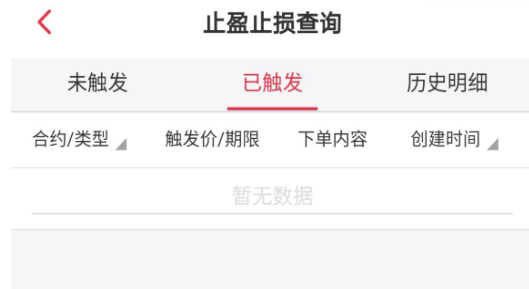 止盈止损查询
未触发 已触发 历史明细
合约/类型 触发价/期限 下单内容 创建时间
暂无数据